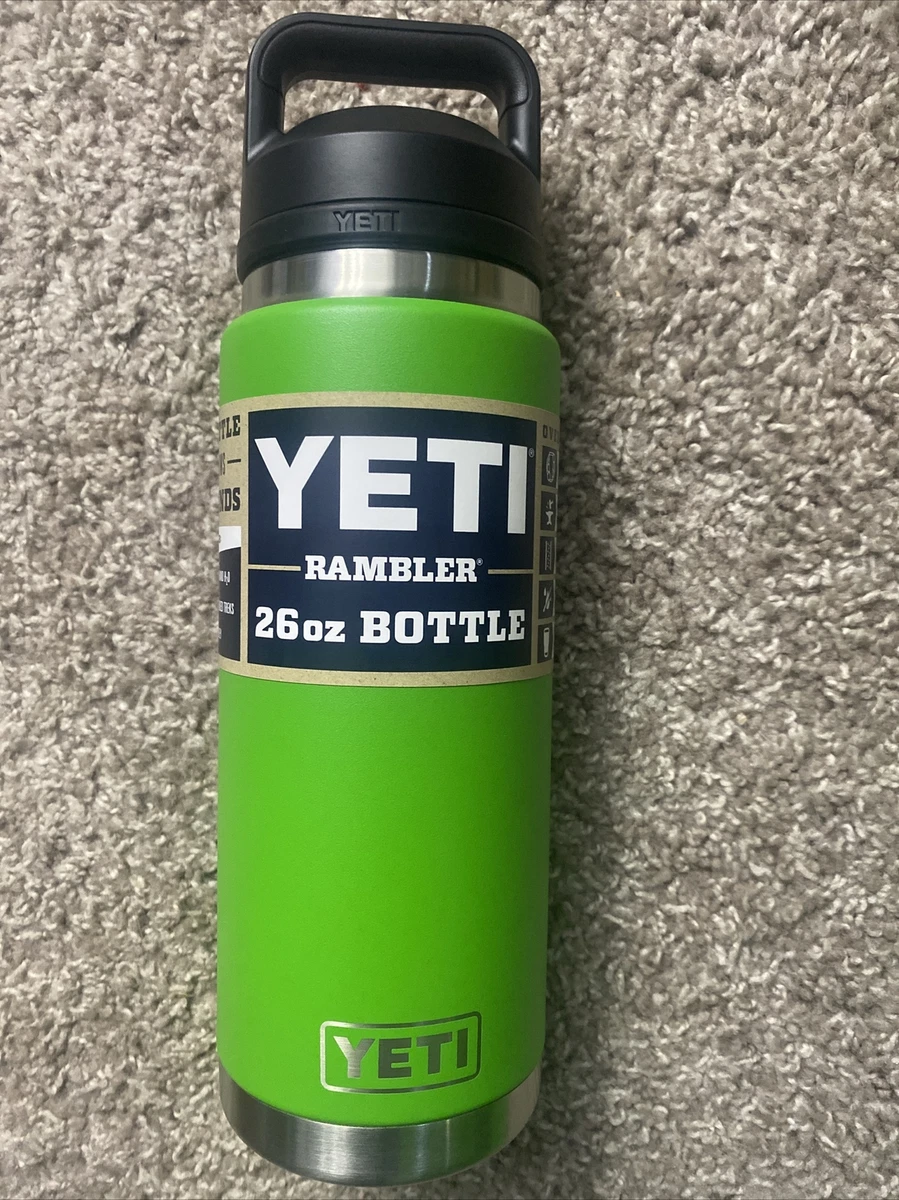 YETI
YETI®
RAMBLER®
26oz BOTTLE
YETI